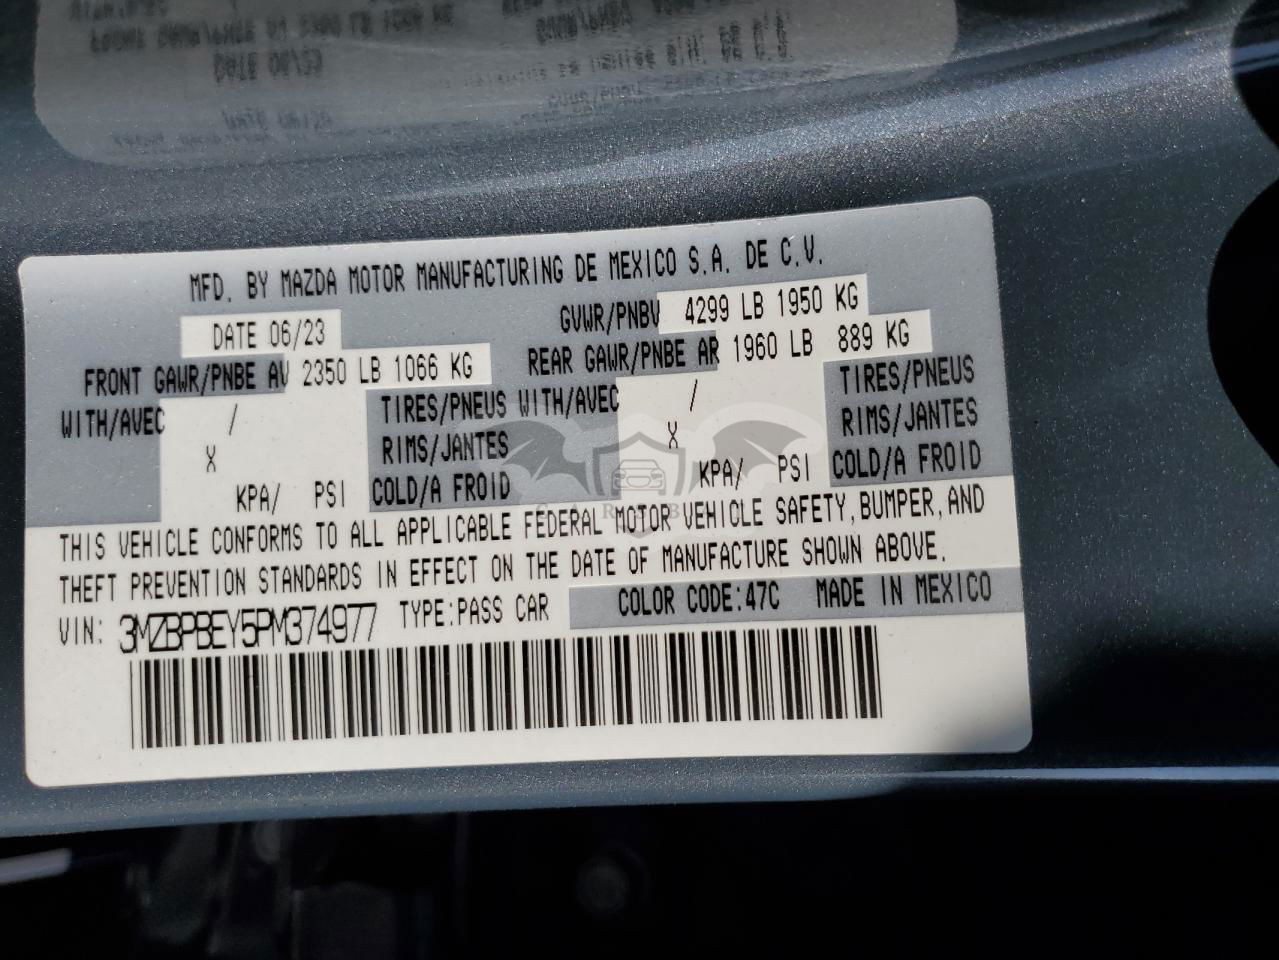 MFD. BY MAZDA MOTOR MANUFACTURING DE MEXICO S.A. DE C.V.
DATE 06/23 GVWR/PNBV 4299 LB 1950 KG
FRONT GAWR/PNBE AV 2350 LB 1066 KG REAR GAWR/PNBE AR 1960 LB 889 KG
WITH/AVEC / TIRES/PNEUS WITH/AVEC / TIRES/PNEUS
X RIMS/JANTES X RIMS/JANTES
KPA/ PSI COLD/A FROID KPA/ PSI COLD/A FROID
THIS VEHICLE CONFORMS TO ALL APPLICABLE FEDERAL MOTOR VEHICLE SAFETY, BUMPER, AND
THEFT PREVENTION STANDARDS IN EFFECT ON THE DATE OF MANUFACTURE SHOWN ABOVE.
VIN: 3MZBPBEY5PM374977 TYPE:PASS CAR COLOR CODE:47C MADE IN MEXICO